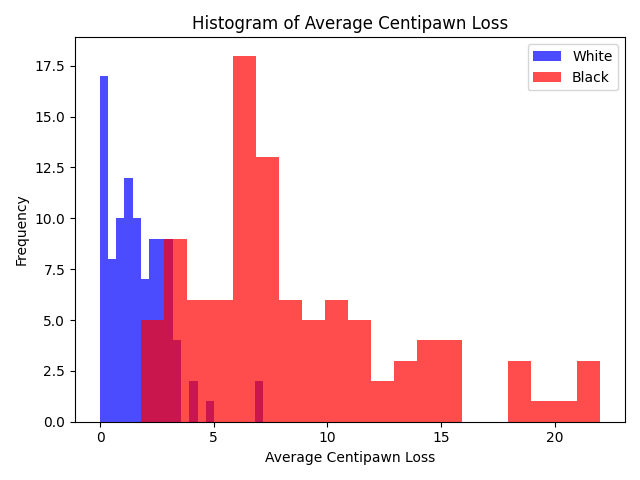 Histogram of Average Centipawn Loss
White
Black
17.5
15.0
12.5
10.0
7.5
5.0
2.5
0.0
Frequency
0 5 10 15 20
Average Centipawn Loss